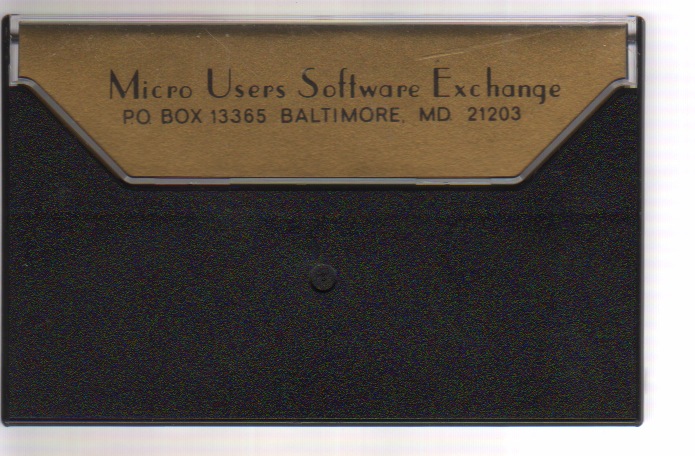 Micro Users Software Exchange
P.O. BOX 13365 BALTIMORE, MD. 21203